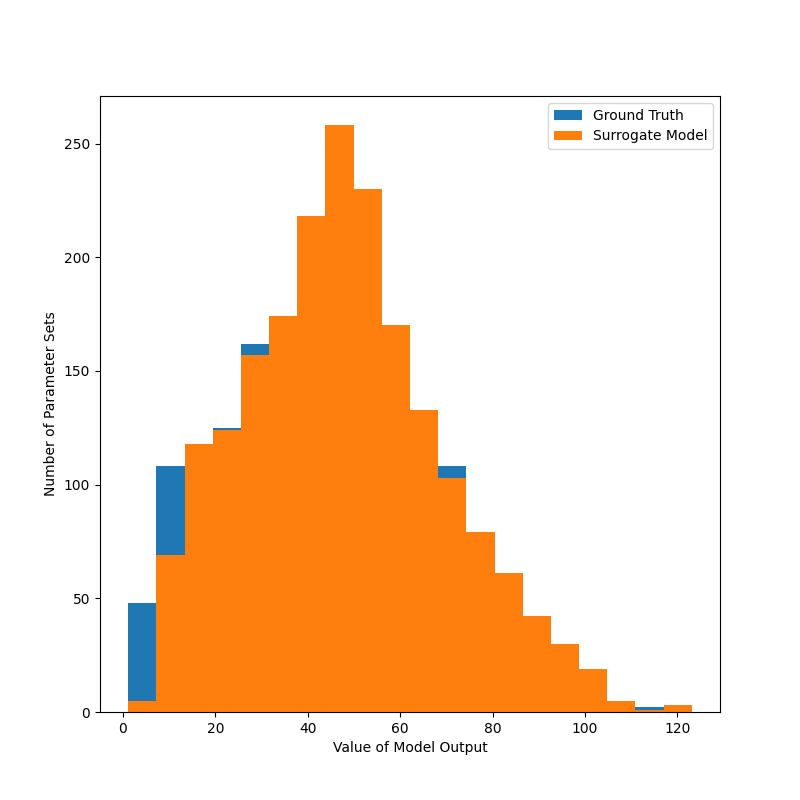 Ground Truth
Surrogate Model
250
200
150
100
50
0
Number of Parameter Sets
0 20 40 60 80 100 120
Value of Model Output